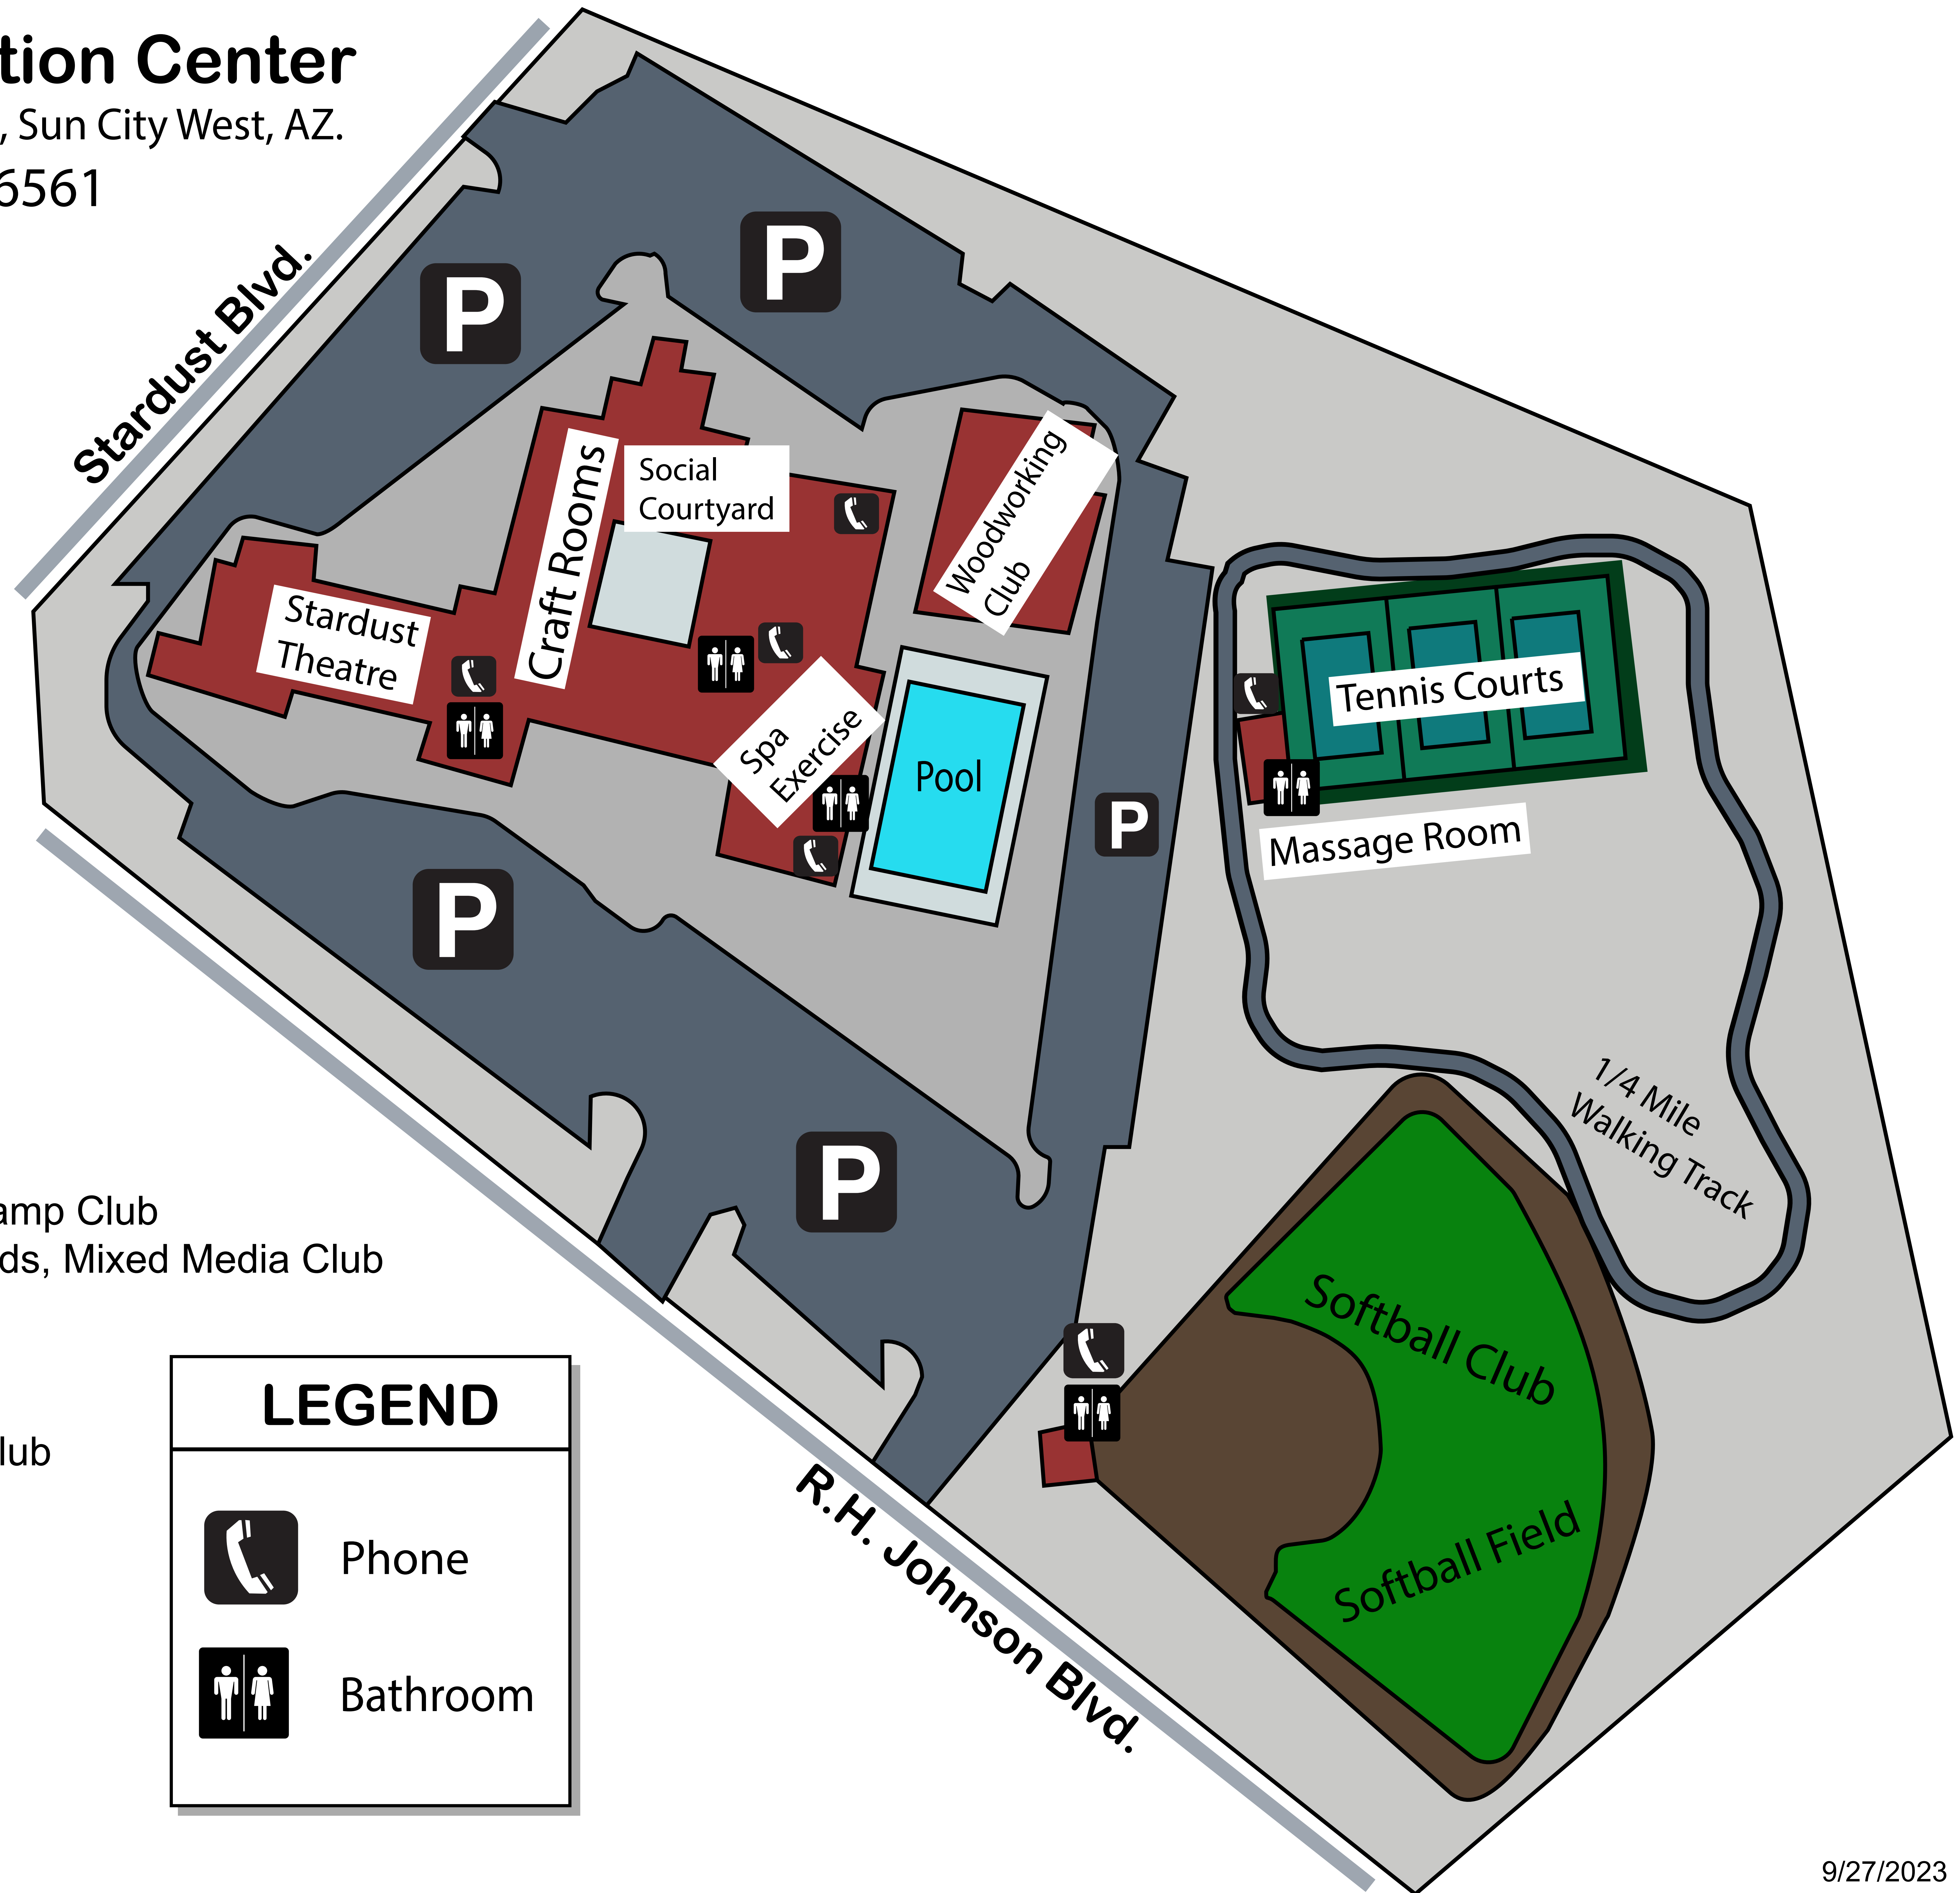 tion Center
, Sun City West, AZ.
6561
Stardust Blvd.
P
P
Social
Courtyard
Craft Rooms
Woodworking
Club
Stardust
Theatre
Spa
Exercise
Pool
P
Tennis Courts
Massage Room
P
P
1/4 Mile
Walking Track
Softball Club
Softball Field
R.H. Johnson Blvd.
amp Club
ds, Mixed Media Club
lub
LEGEND
Phone
Bathroom
9/27/2023